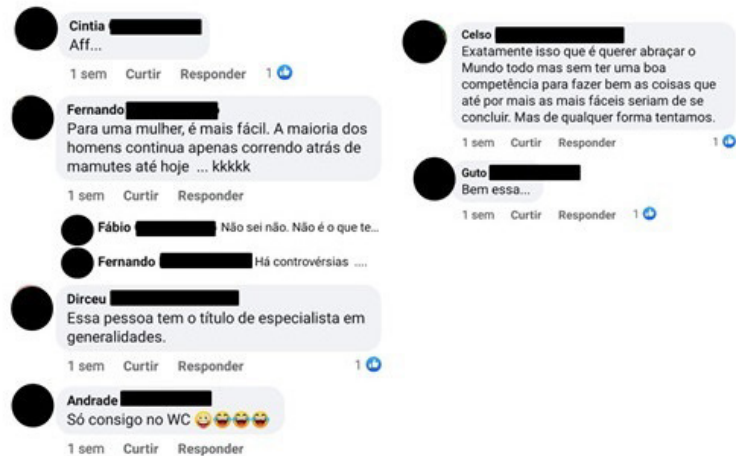 Cintia
Aff...
1 sem Curtir Responder 1
Fernando
Para uma mulher, é mais fácil. A maioria dos
homens continua apenas correndo atrás de
mamutes até hoje ... kkkkk
1 sem Curtir Responder
Fábio Não sei não. Não é o que te...
Fernando Há controvérsias ....
Dirceu
Essa pessoa tem o título de especialista em
generalidades.
1 sem Curtir Responder 1
Andrade
Só consigo no WC 😀😂😂😂
1 sem Curtir Responder
Celso
Exatamente isso que é querer abraçar o
Mundo todo mas sem ter uma boa
competência para fazer bem as coisas que
até por mais as mais fáceis seriam de se
concluir. Mas de qualquer forma tentamos.
1 sem Curtir Responder 1
Guto
Bem essa...
1 sem Curtir Responder 1